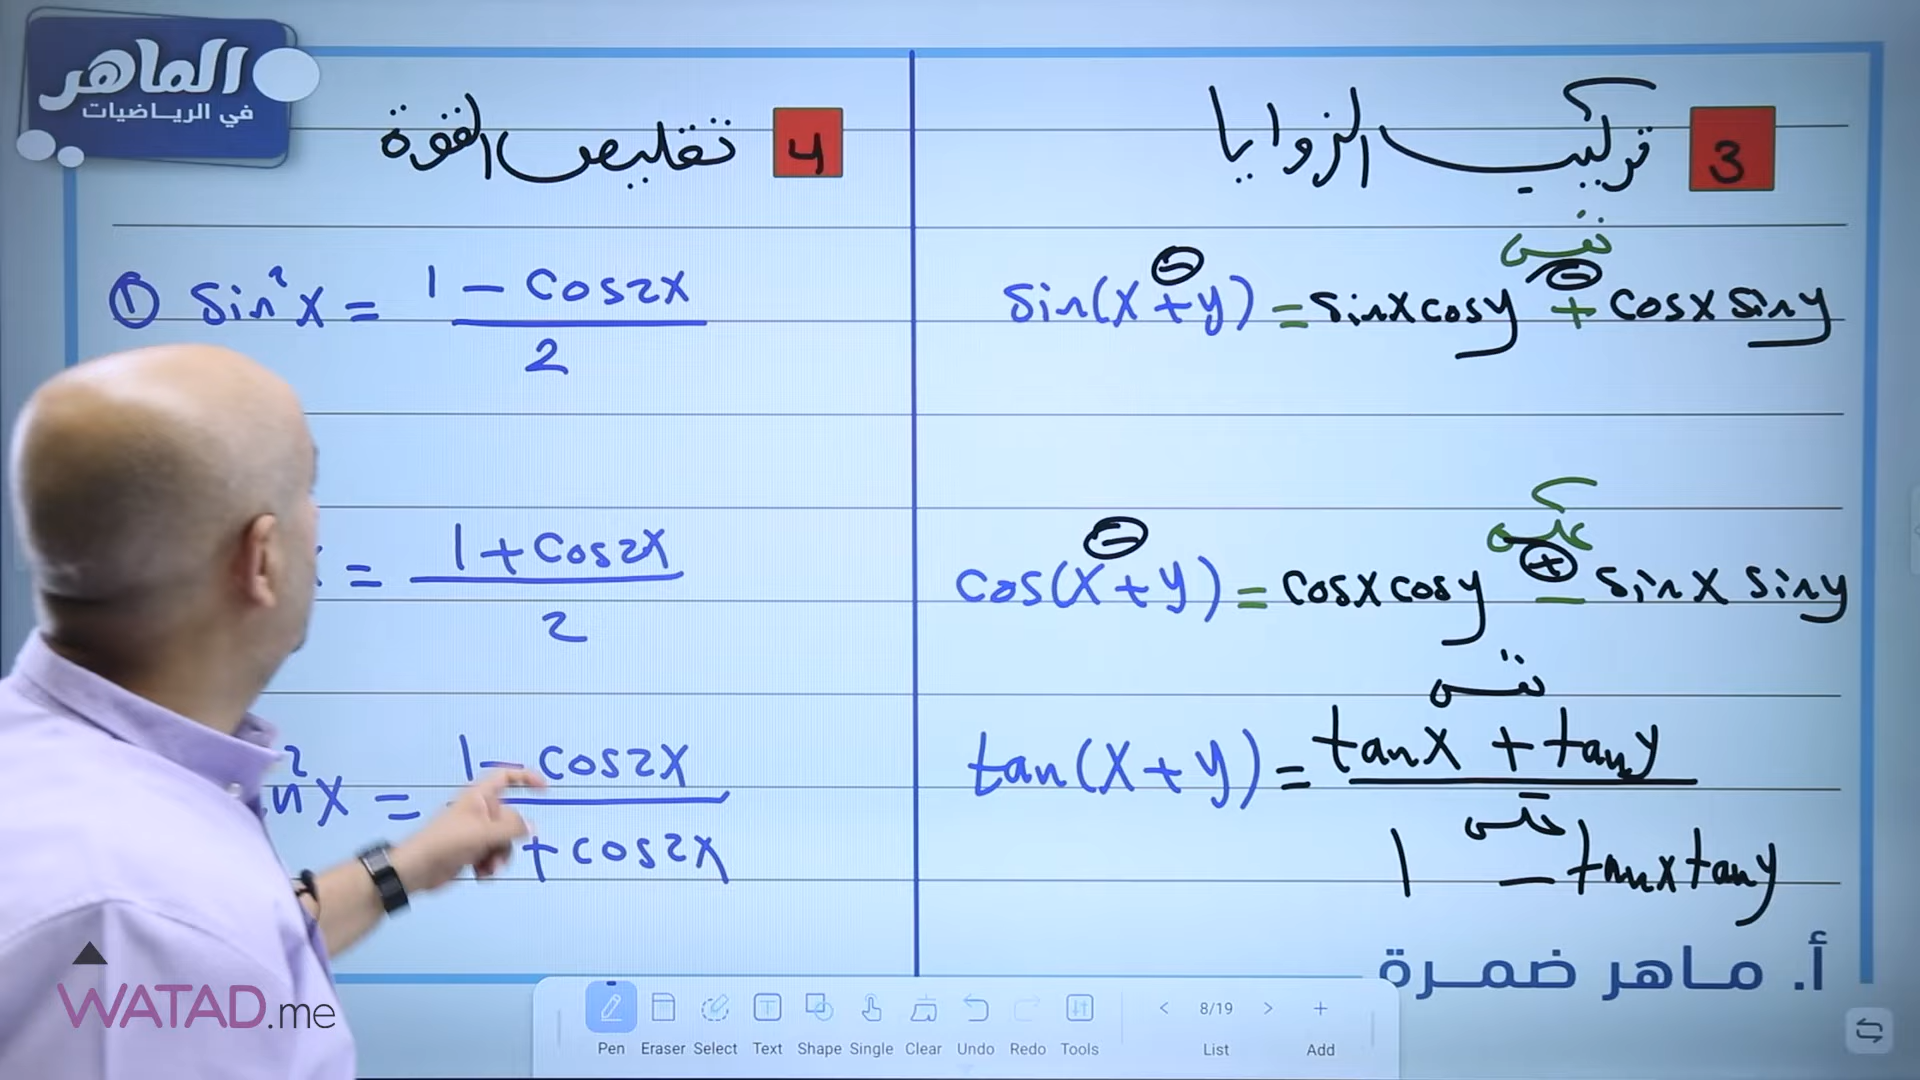 الماهر
في الرياضيات
3 تركيب الزوايا
نفس
−
−
sin(x + y) = sinx cosy + cosx siny
عكس
−
+
cos(x + y) = cosx cosy − sinx siny
نفس
tan(x + y) = tanx + tany
عكس
1 − tanx tany
4 تقليص القوة
① sin²x = 1 − cos2x
2
= 1 + cos2x
2
n²x = 1 − cos2x
+ cos2x
أ. ماهر ضمرة
WATAD.me
Pen Eraser Select Text Shape Single Clear Undo Redo Tools
< 8/19 > +
List Add